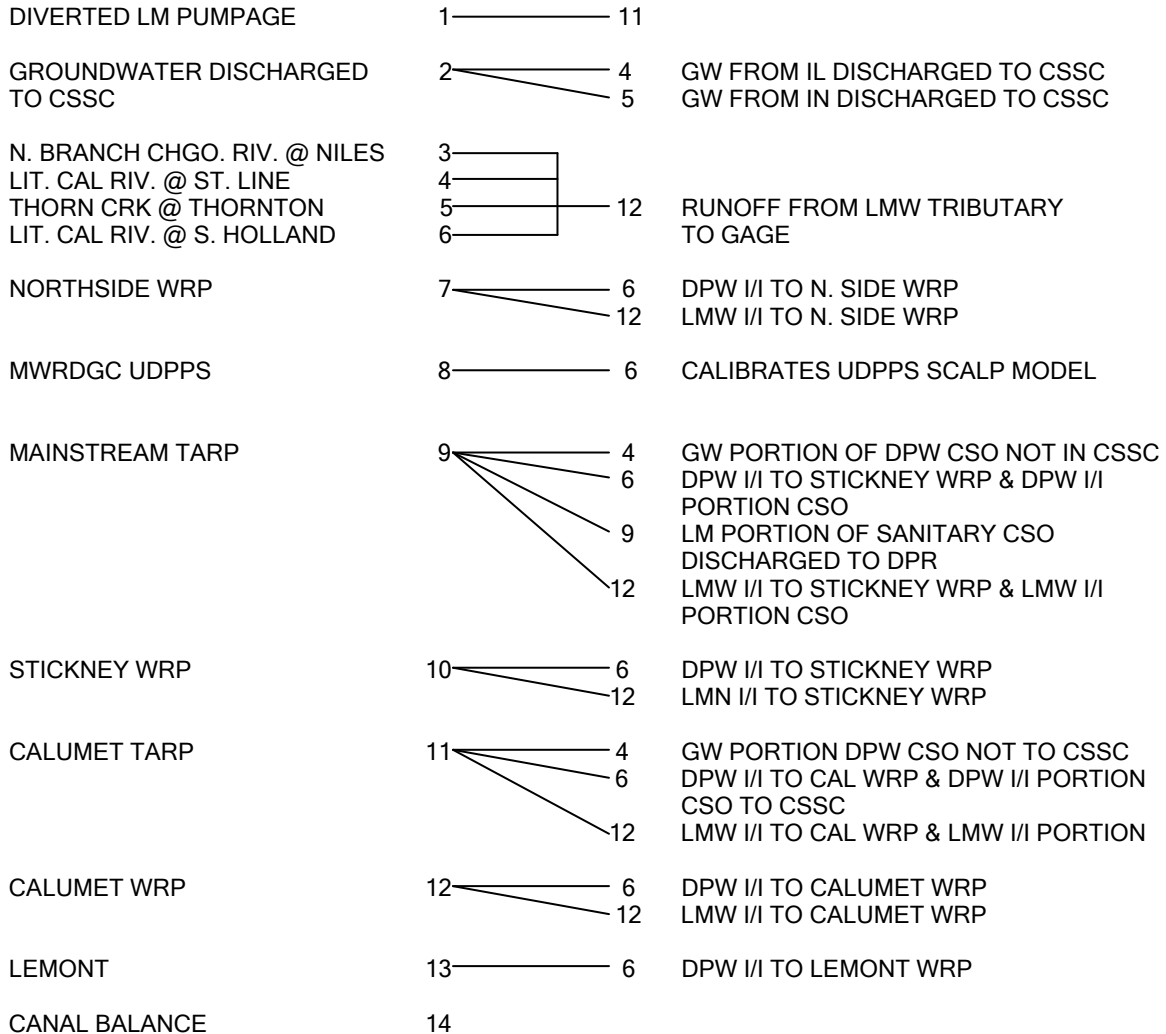 DIVERTED LM PUMPAGE 1 11
GROUNDWATER DISCHARGED 2 4 GW FROM IL DISCHARGED TO CSSC
TO CSSC 5 GW FROM IN DISCHARGED TO CSSC
N. BRANCH CHGO. RIV. @ NILES 3
LIT. CAL RIV. @ ST. LINE 4
THORN CRK @ THORNTON 5 12 RUNOFF FROM LMW TRIBUTARY
LIT. CAL RIV. @ S. HOLLAND 6 TO GAGE
NORTHSIDE WRP 7 6 DPW I/I TO N. SIDE WRP
12 LMW I/I TO N. SIDE WRP
MWRDGC UDPPS 8 6 CALIBRATES UDPPS SCALP MODEL
MAINSTREAM TARP 9 4 GW PORTION OF DPW CSO NOT IN CSSC
6 DPW I/I TO STICKNEY WRP & DPW I/I
PORTION CSO
9 LM PORTION OF SANITARY CSO
DISCHARGED TO DPR
12 LMW I/I TO STICKNEY WRP & LMW I/I
PORTION CSO
STICKNEY WRP 10 6 DPW I/I TO STICKNEY WRP
12 LMN I/I TO STICKNEY WRP
CALUMET TARP 11 4 GW PORTION DPW CSO NOT TO CSSC
6 DPW I/I TO CAL WRP & DPW I/I PORTION
CSO TO CSSC
12 LMW I/I TO CAL WRP & LMW I/I PORTION
CALUMET WRP 12 6 DPW I/I TO CALUMET WRP
12 LMW I/I TO CALUMET WRP
LEMONT 13 6 DPW I/I TO LEMONT WRP
CANAL BALANCE 14